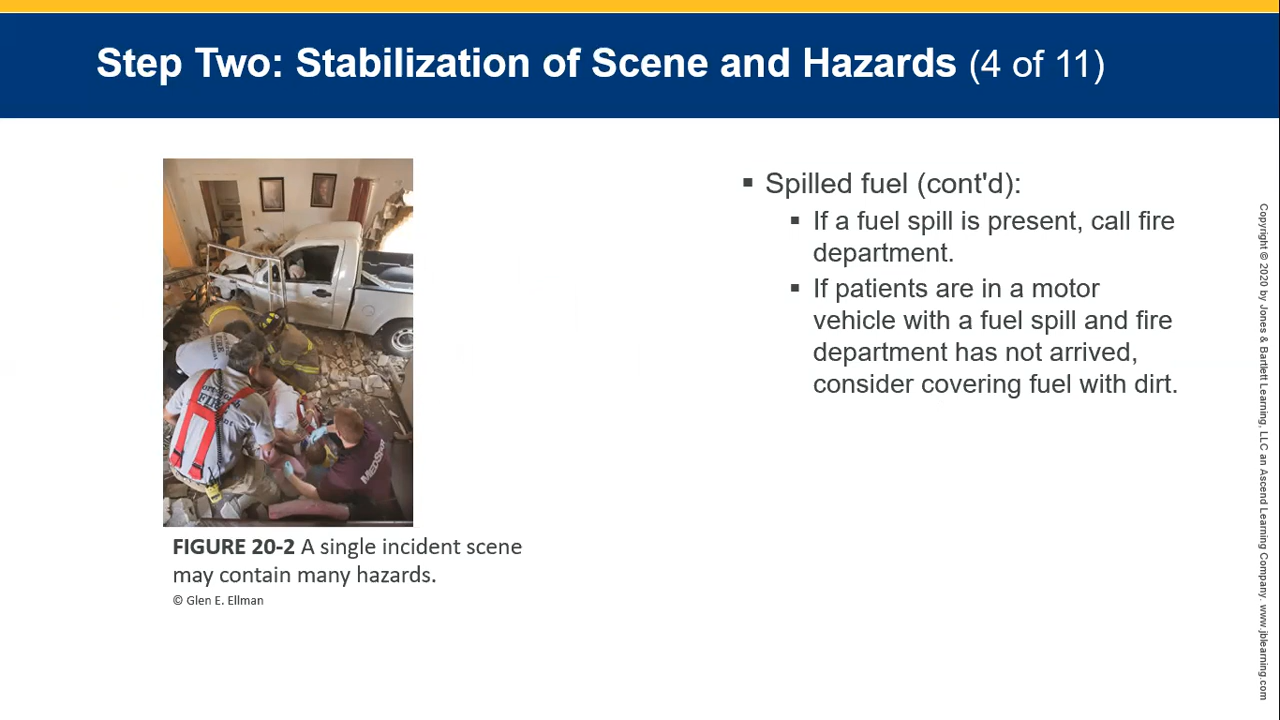 Step Two: Stabilization of Scene and Hazards (4 of 11)
▪ Spilled fuel (cont'd):
▪ If a fuel spill is present, call fire
department.
▪ If patients are in a motor
vehicle with a fuel spill and fire
department has not arrived,
consider covering fuel with dirt.
FIRE
FIRE
MedStar
FIGURE 20-2 A single incident scene
may contain many hazards.
© Glen E. Ellman
Copyright © 2020 by Jones & Bartlett Learning, LLC an Ascend Learning Company. www.jblearning.com